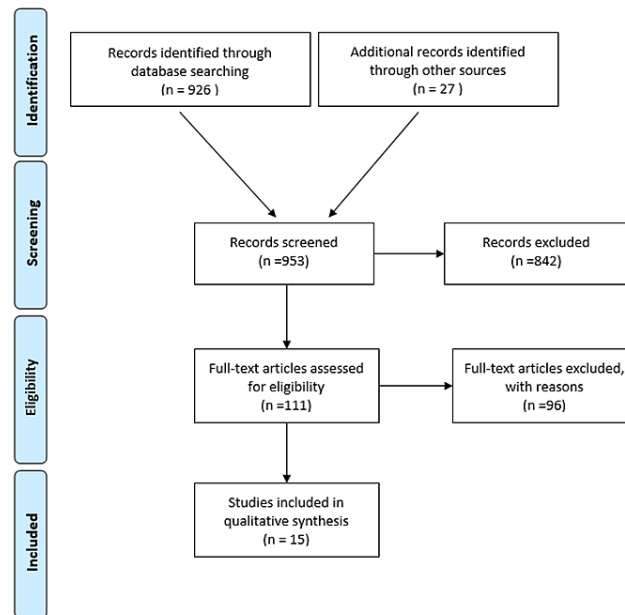 Identification
Records identified through
database searching
(n = 926 )
Additional records identified
through other sources
(n = 27 )
Screening
Records screened
(n =953)
Records excluded
(n =842)
Eligibility
Full-text articles assessed
for eligibility
(n =111)
Full-text articles excluded,
with reasons
(n =96)
Included
Studies included in
qualitative synthesis
(n = 15)